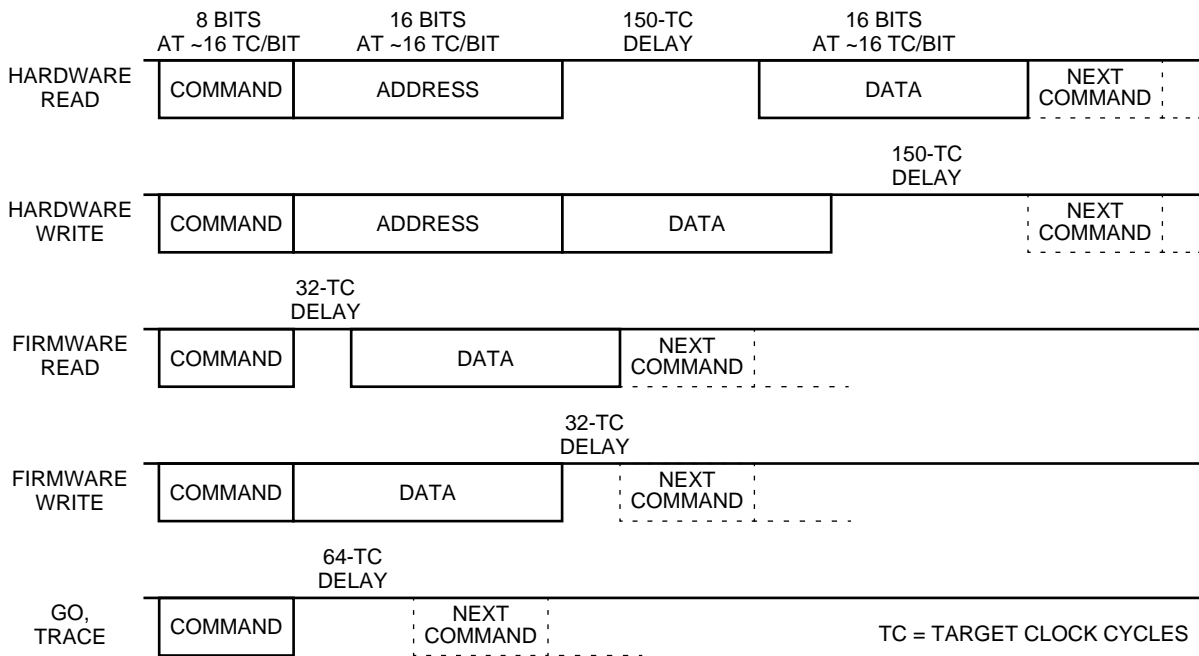 8 BITS
AT ~16 TC/BIT
16 BITS
AT ~16 TC/BIT
150-TC
DELAY
16 BITS
AT ~16 TC/BIT
HARDWARE
READ
COMMAND
ADDRESS
DATA
NEXT
COMMAND
150-TC
DELAY
HARDWARE
WRITE
COMMAND
ADDRESS
DATA
NEXT
COMMAND
32-TC
DELAY
FIRMWARE
READ
COMMAND
DATA
NEXT
COMMAND
32-TC
DELAY
FIRMWARE
WRITE
COMMAND
DATA
NEXT
COMMAND
64-TC
DELAY
GO,
TRACE
COMMAND
NEXT
COMMAND
TC = TARGET CLOCK CYCLES